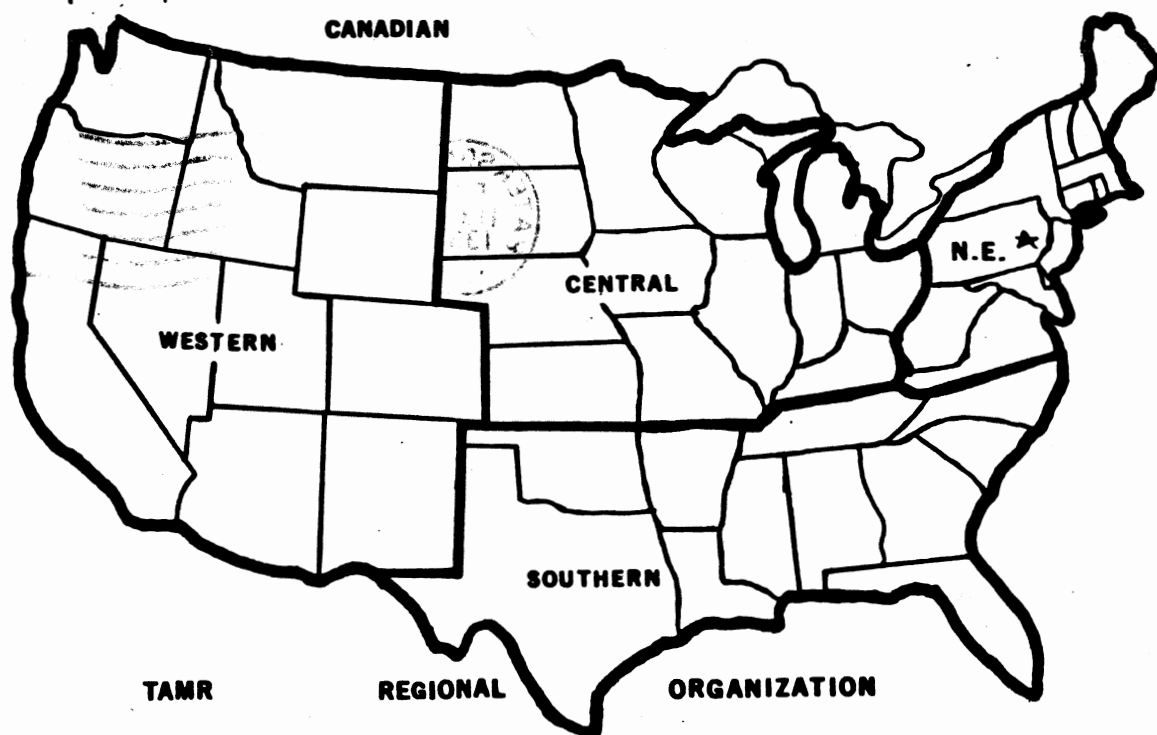 CANADIAN
N.E.
CENTRAL
WESTERN
SOUTHERN
TAMR REGIONAL ORGANIZATION